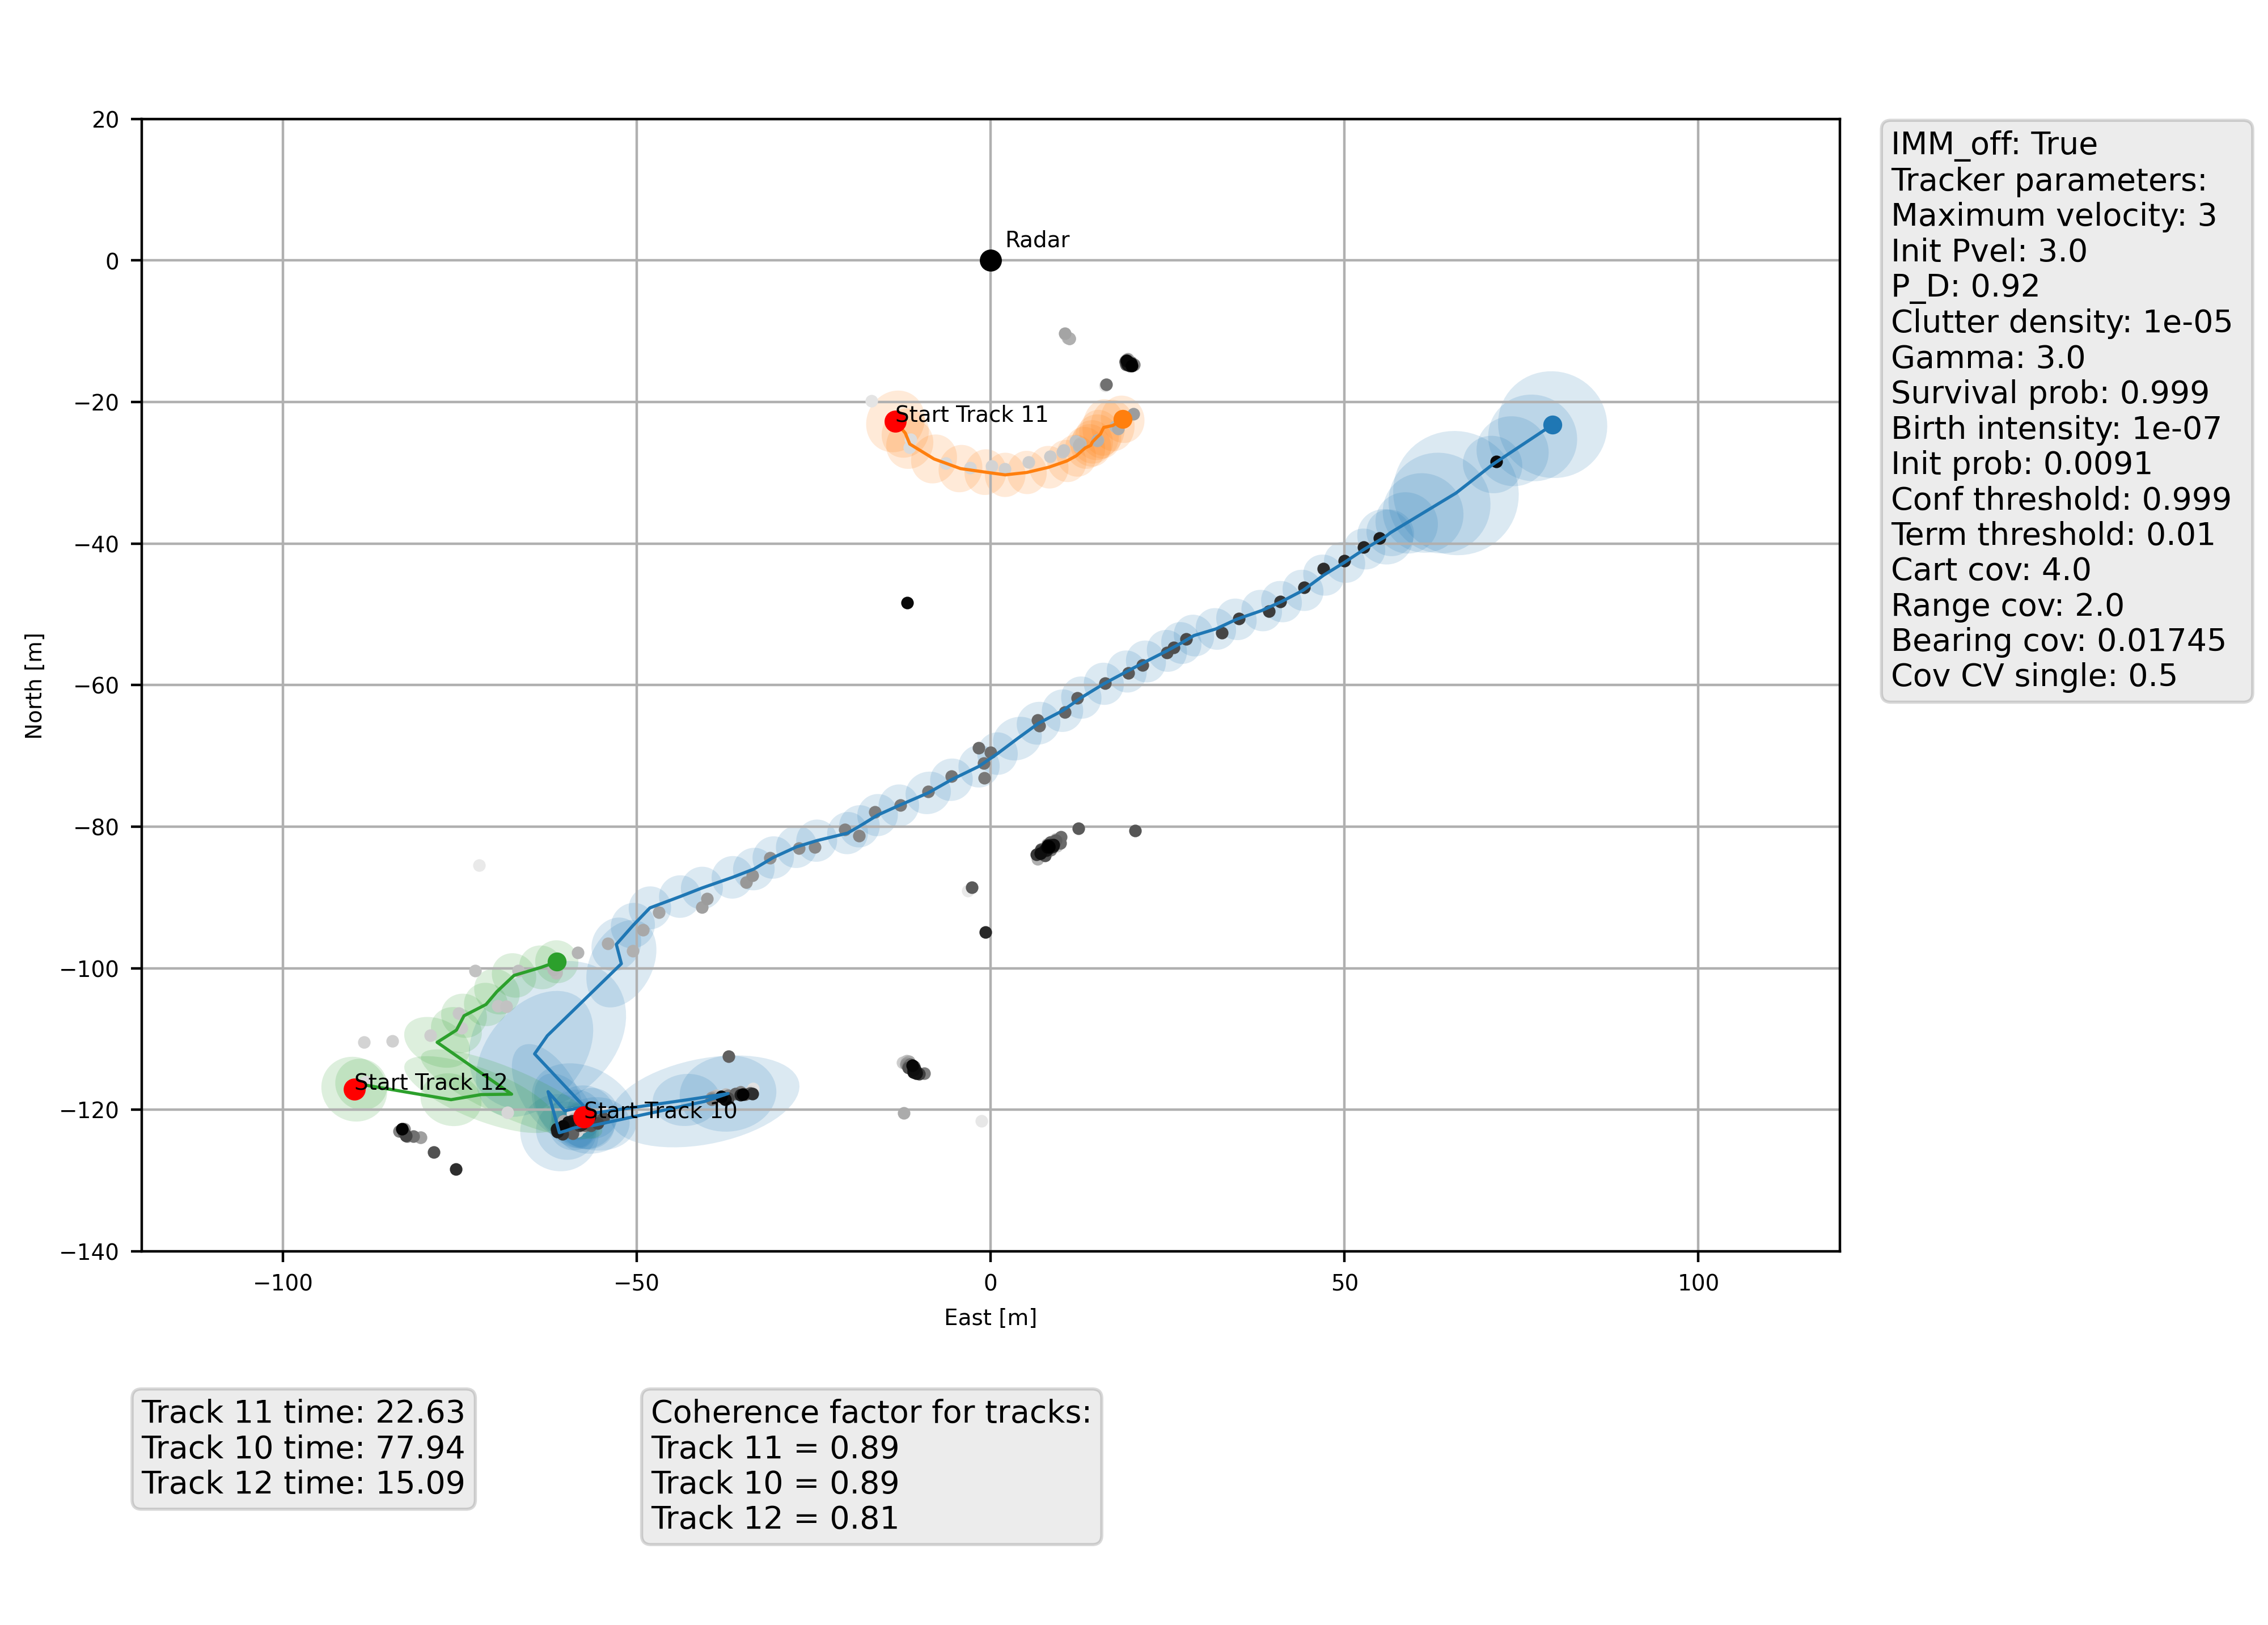 20
0
−20
−40
−60
−80
−100
−120
−140
North [m]
−100
−50
0
50
100
East [m]
Radar
Start Track 11
Start Track 12
Start Track 10
IMM_off: True
Tracker parameters:
Maximum velocity: 3
Init Pvel: 3.0
P_D: 0.92
Clutter density: 1e-05
Gamma: 3.0
Survival prob: 0.999
Birth intensity: 1e-07
Init prob: 0.0091
Conf threshold: 0.999
Term threshold: 0.01
Cart cov: 4.0
Range cov: 2.0
Bearing cov: 0.01745
Cov CV single: 0.5
Track 11 time: 22.63
Track 10 time: 77.94
Track 12 time: 15.09
Coherence factor for tracks:
Track 11 = 0.89
Track 10 = 0.89
Track 12 = 0.81